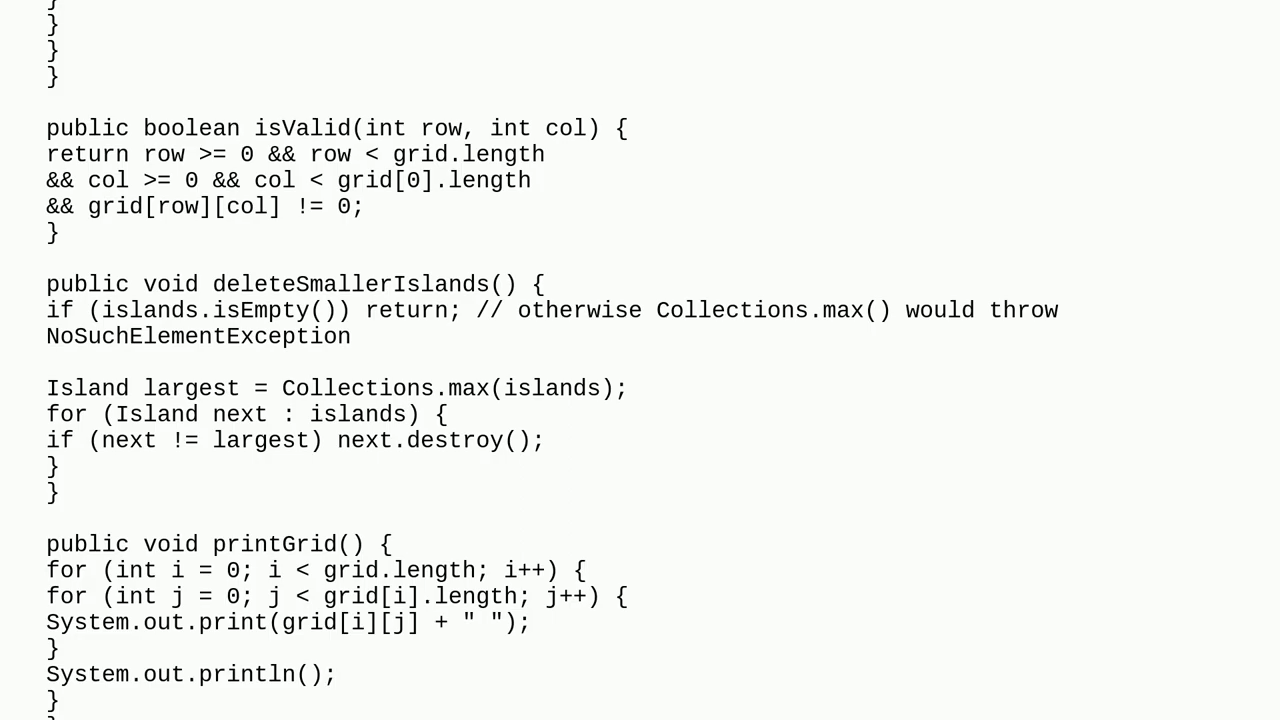 }
}
}
}
public boolean isValid(int row, int col) {
return row >= 0 && row < grid.length
&& col >= 0 && col < grid[0].length
&& grid[row][col] != 0;
}
public void deleteSmallerIslands() {
if (islands.isEmpty()) return; // otherwise Collections.max() would throw
NoSuchElementException
Island largest = Collections.max(islands);
for (Island next : islands) {
if (next != largest) next.destroy();
}
}
public void printGrid() {
for (int i = 0; i < grid.length; i++) {
for (int j = 0; j < grid[i].length; j++) {
System.out.print(grid[i][j] + " ");
}
System.out.println();
}
}